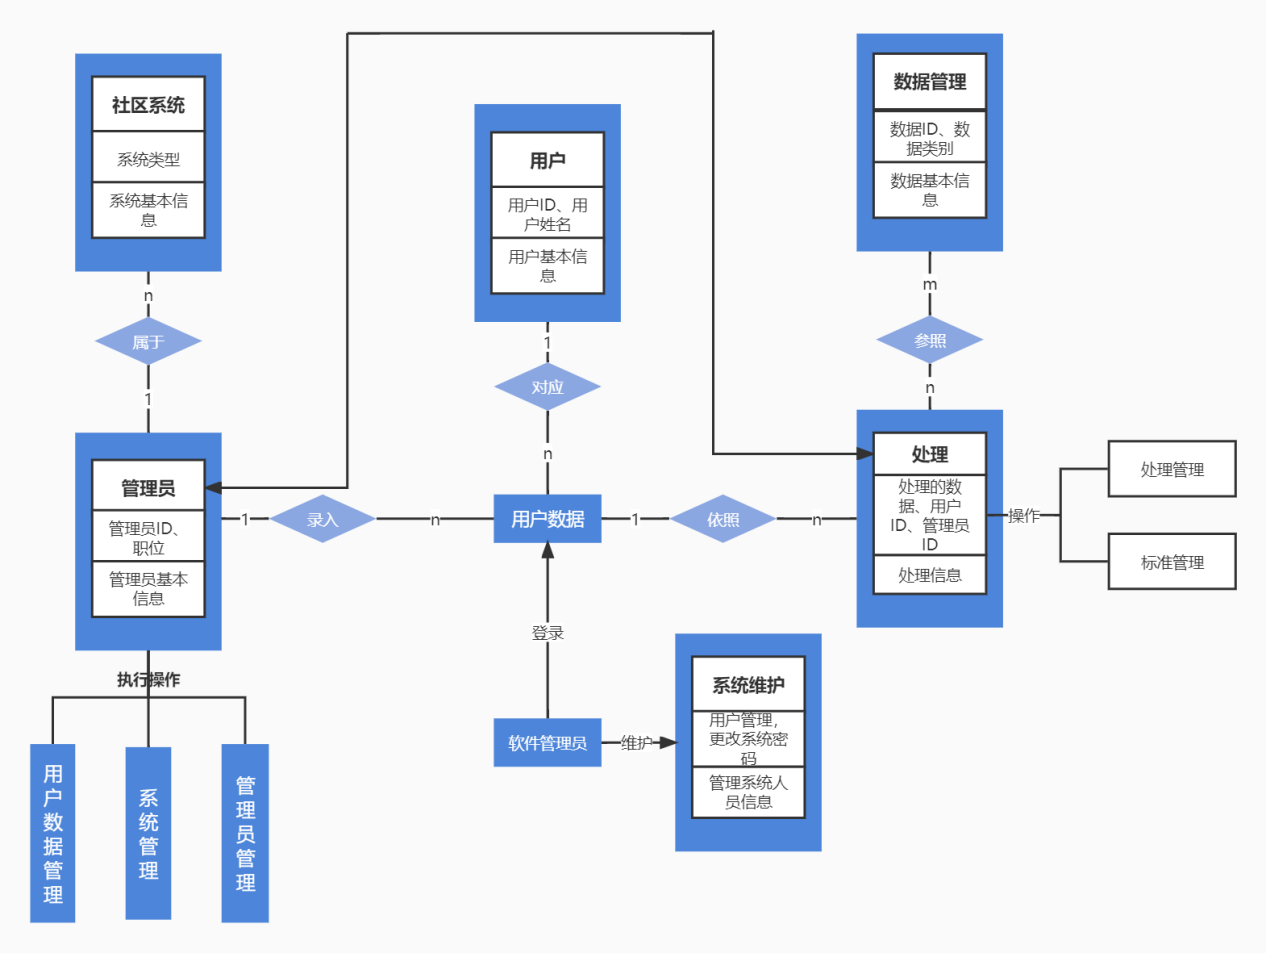 社区系统
系统类型
系统基本信
息
n
属于
1
管理员
管理员ID、
职位
管理员基本
信息
执行操作
用户数据管理
系统管理
管理员管理
1
录入
n
用户
用户ID、用
户姓名
用户基本信
息
1
对应
n
用户数据
登录
软件管理员
维护
系统维护
用户管理，
更改系统密
码
管理系统人
员信息
1
依照
n
数据管理
数据ID、数
据类别
数据基本信
息
m
参照
n
处理
处理的数
据、用户
ID、管理员
ID
处理信息
操作
处理管理
标准管理